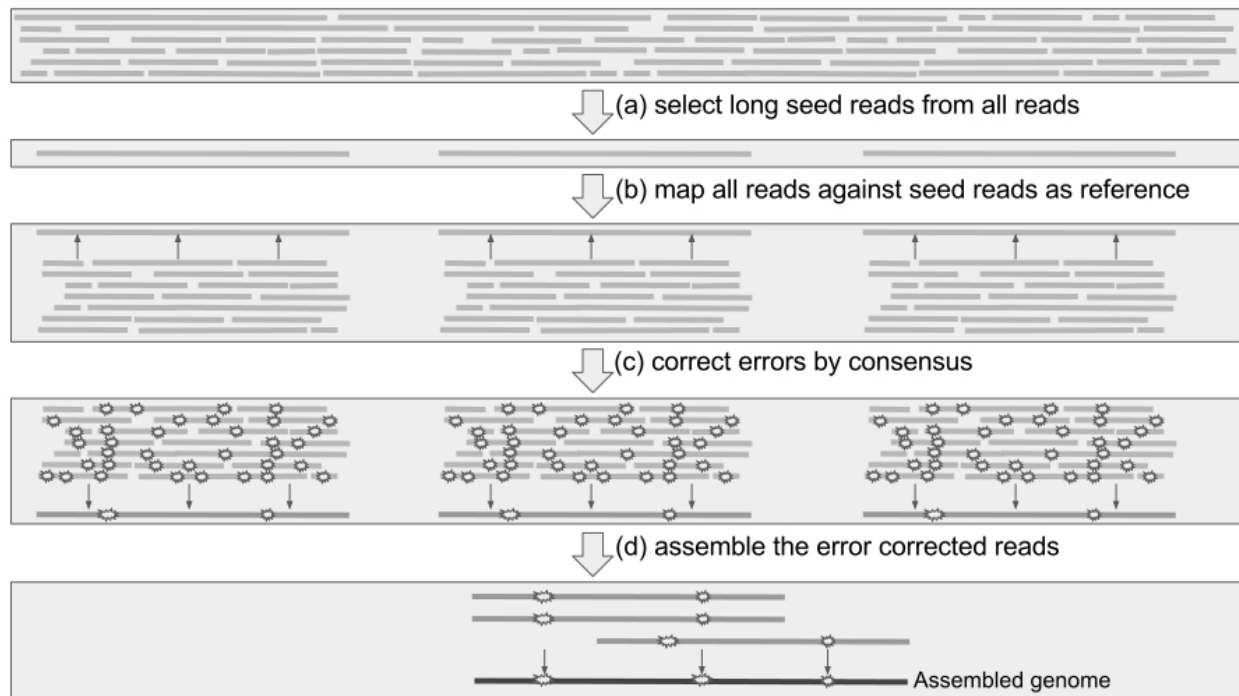 (a) select long seed reads from all reads
(b) map all reads against seed reads as reference
(c) correct errors by consensus
(d) assemble the error corrected reads
Assembled genome